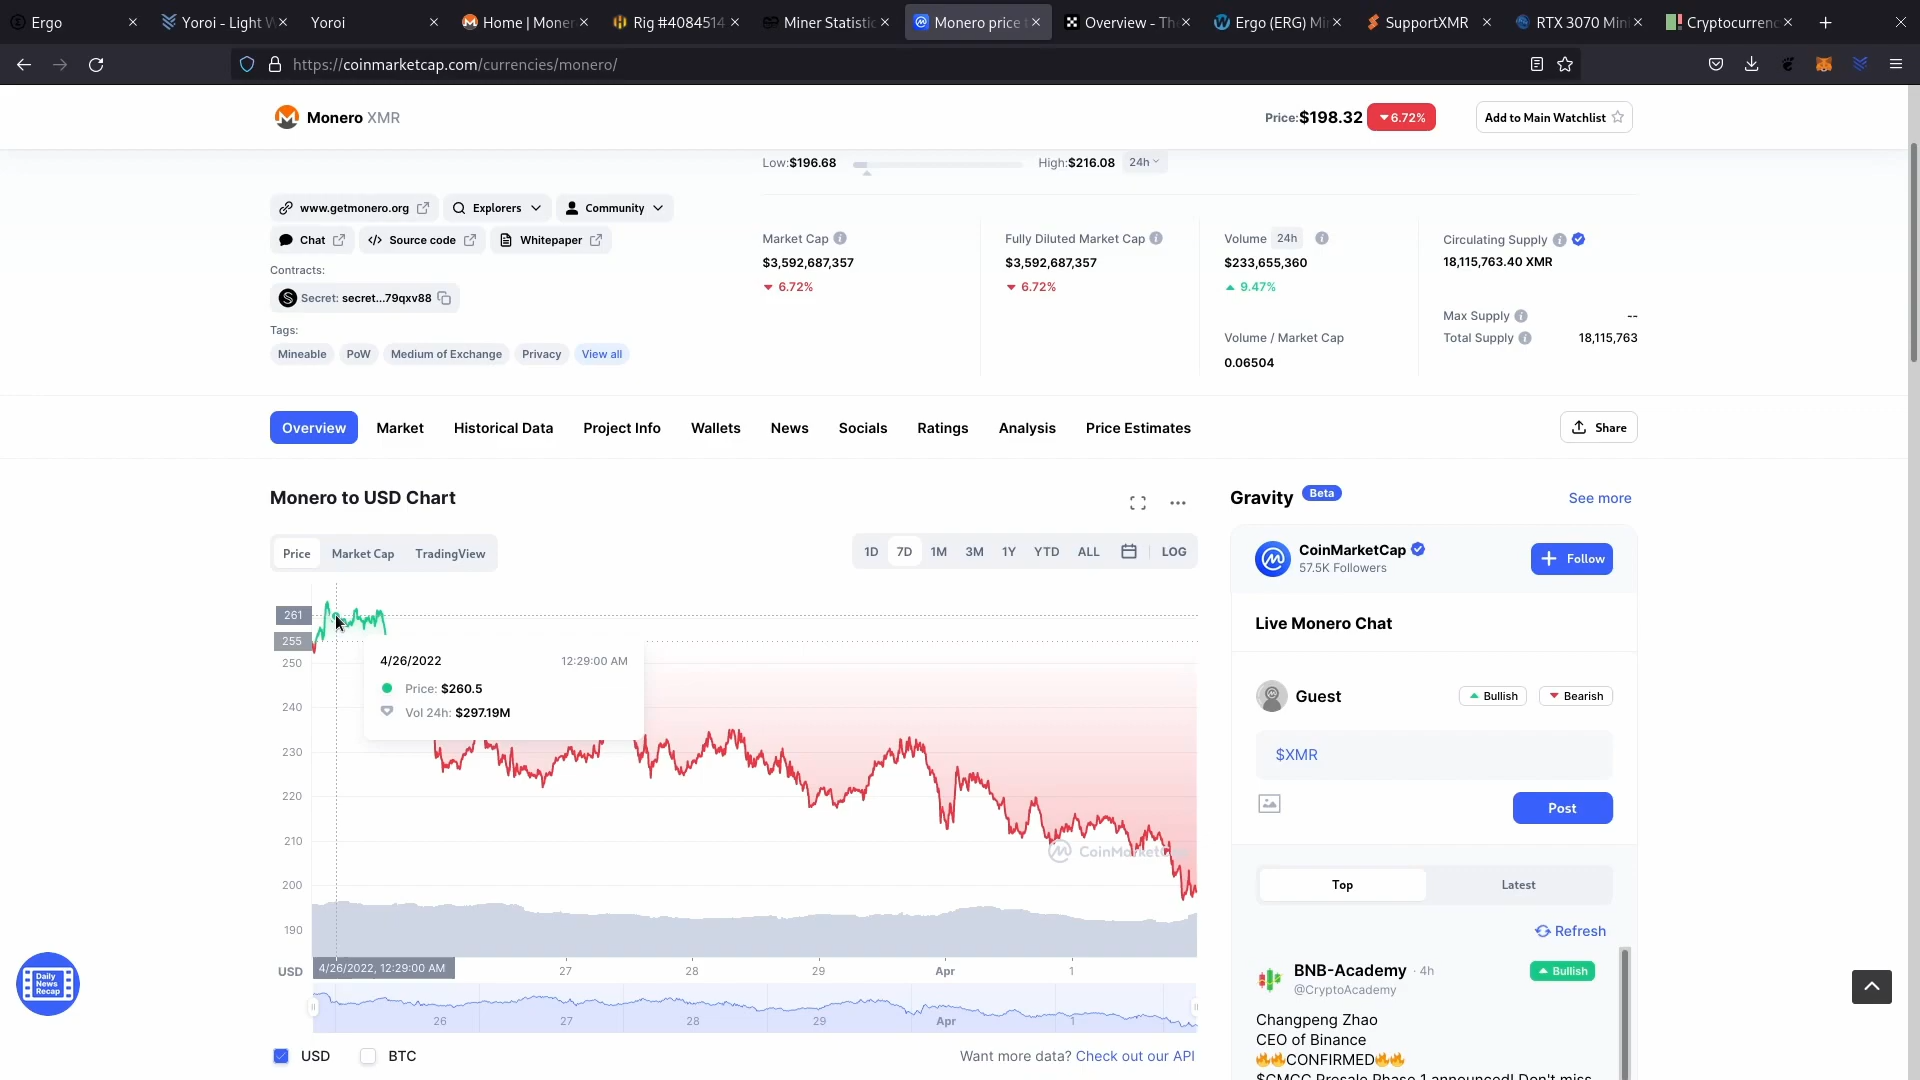 Ergo
Yoroi - Light W
Yoroi
Home | Moner
Rig #4084514
Miner Statistic
Monero price t
Overview - Th
Ergo (ERG) Mi
SupportXMR
RTX 3070 Mini
Cryptocurrenc
https://coinmarketcap.com/currencies/monero/
Monero XMR
Price:$198.32 6.72%
Add to Main Watchlist
Low:$196.68
High:$216.08
24h
www.getmonero.org
Explorers
Community
Chat
Source code
Whitepaper
Contracts:
Secret: secret...79qxv88
Tags:
Mineable
PoW
Medium of Exchange
Privacy
View all
Market Cap
$3,592,687,357
6.72%
Fully Diluted Market Cap
$3,592,687,357
6.72%
Volume 24h
$233,655,360
9.47%
Volume / Market Cap
0.06504
Circulating Supply
18,115,763.40 XMR
Max Supply --
Total Supply 18,115,763
Overview
Market
Historical Data
Project Info
Wallets
News
Socials
Ratings
Analysis
Price Estimates
Share
Monero to USD Chart
Price
Market Cap
TradingView
1D
7D
1M
3M
1Y
YTD
ALL
LOG
261
255
250
240
230
220
210
200
190
4/26/2022 12:29:00 AM
Price: $260.5
Vol 24h: $297.19M
USD
4/26/2022, 12:29:00 AM
27
28
29
Apr
1
26
27
28
29
Apr
1
USD
BTC
Want more data? Check out our API
Gravity Beta
See more
CoinMarketCap
57.5K Followers
Follow
Live Monero Chat
Guest
Bullish
Bearish
$XMR
Post
Top
Latest
Refresh
BNB-Academy · 4h
@CryptoAcademy
Bullish
Changpeng Zhao
CEO of Binance
🔥🔥CONFIRMED🔥🔥
$CMCG Presale Phase 1 announced! Don't miss
Daily
News
Recap